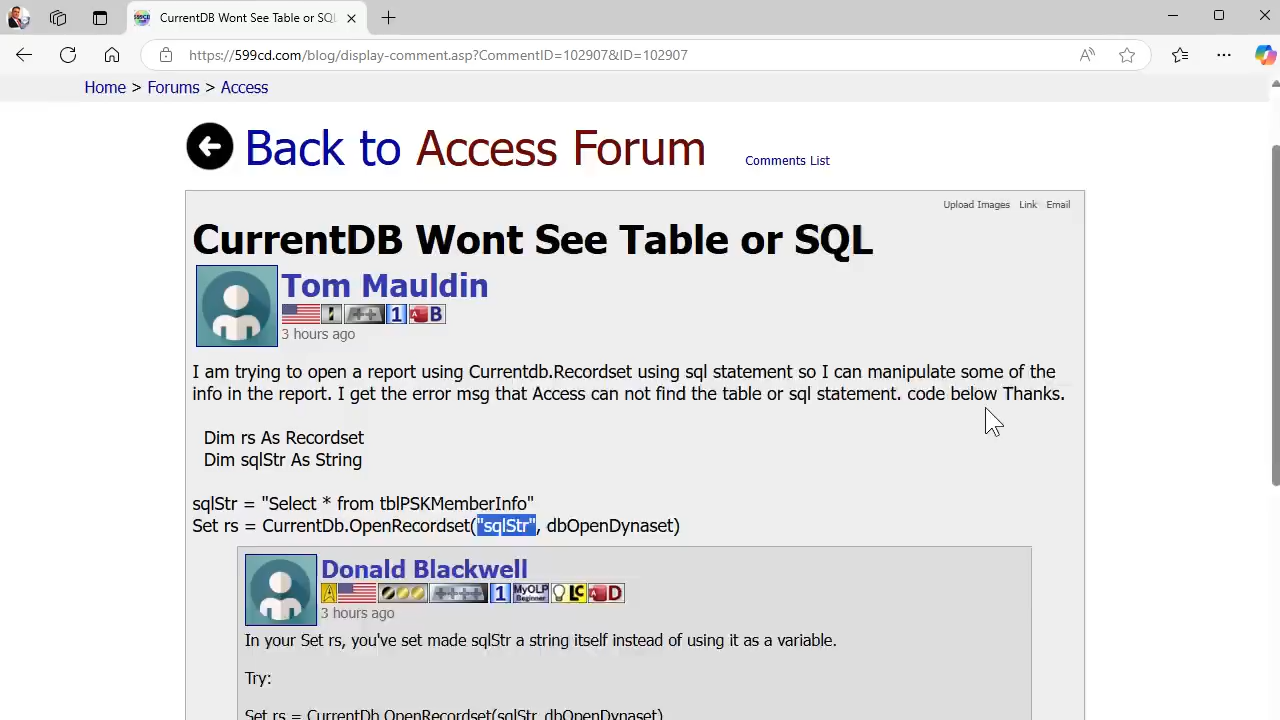 CurrentDB Wont See Table or SQL
https://599cd.com/blog/display-comment.asp?CommentID=102907&ID=102907
Home > Forums > Access
Back to Access Forum
Comments List
Upload Images Link Email
CurrentDB Wont See Table or SQL
Tom Mauldin
1 B
3 hours ago
I am trying to open a report using Currentdb.Recordset using sql statement so I can manipulate some of the
info in the report. I get the error msg that Access can not find the table or sql statement. code below Thanks.
Dim rs As Recordset
Dim sqlStr As String
sqlStr = "Select * from tblPSKMemberInfo"
Set rs = CurrentDb.OpenRecordset("sqlStr", dbOpenDynaset)
Donald Blackwell
1 MyOLP Beginner LC D
3 hours ago
In your Set rs, you've set made sqlStr a string itself instead of using it as a variable.
Try:
Set rs = CurrentDb.OpenRecordset(sqlStr, dbOpenDynaset)